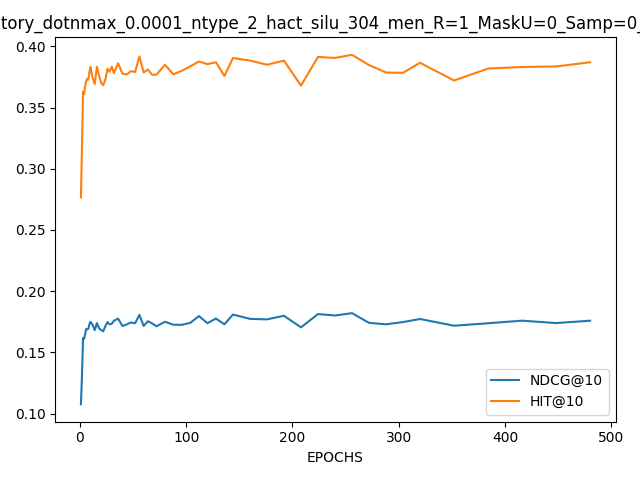 tory_dotnmax_0.0001_ntype_2_hact_silu_304_men_R=1_MaskU=0_Samp=0_
0.40
0.35
0.30
0.25
0.20
0.15
0.10
NDCG@10
HIT@10
0 100 200 300 400 500
EPOCHS